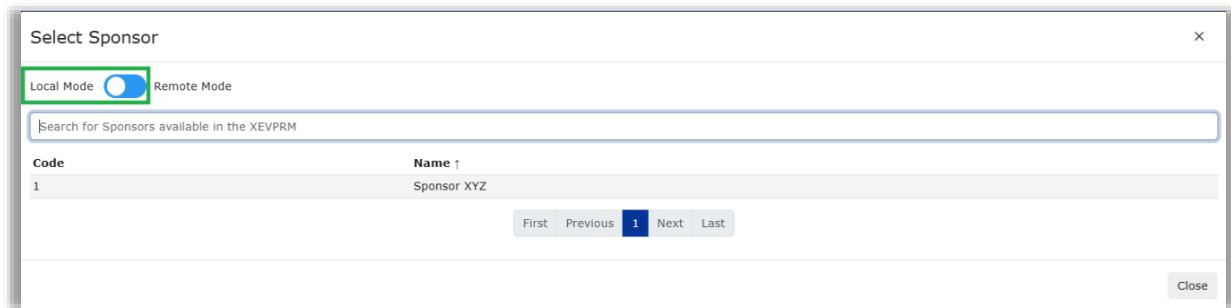 Select Sponsor ×
Local Mode Remote Mode
Search for Sponsors available in the XEVPRM
Code Name ↑
1 Sponsor XYZ
First Previous 1 Next Last
Close